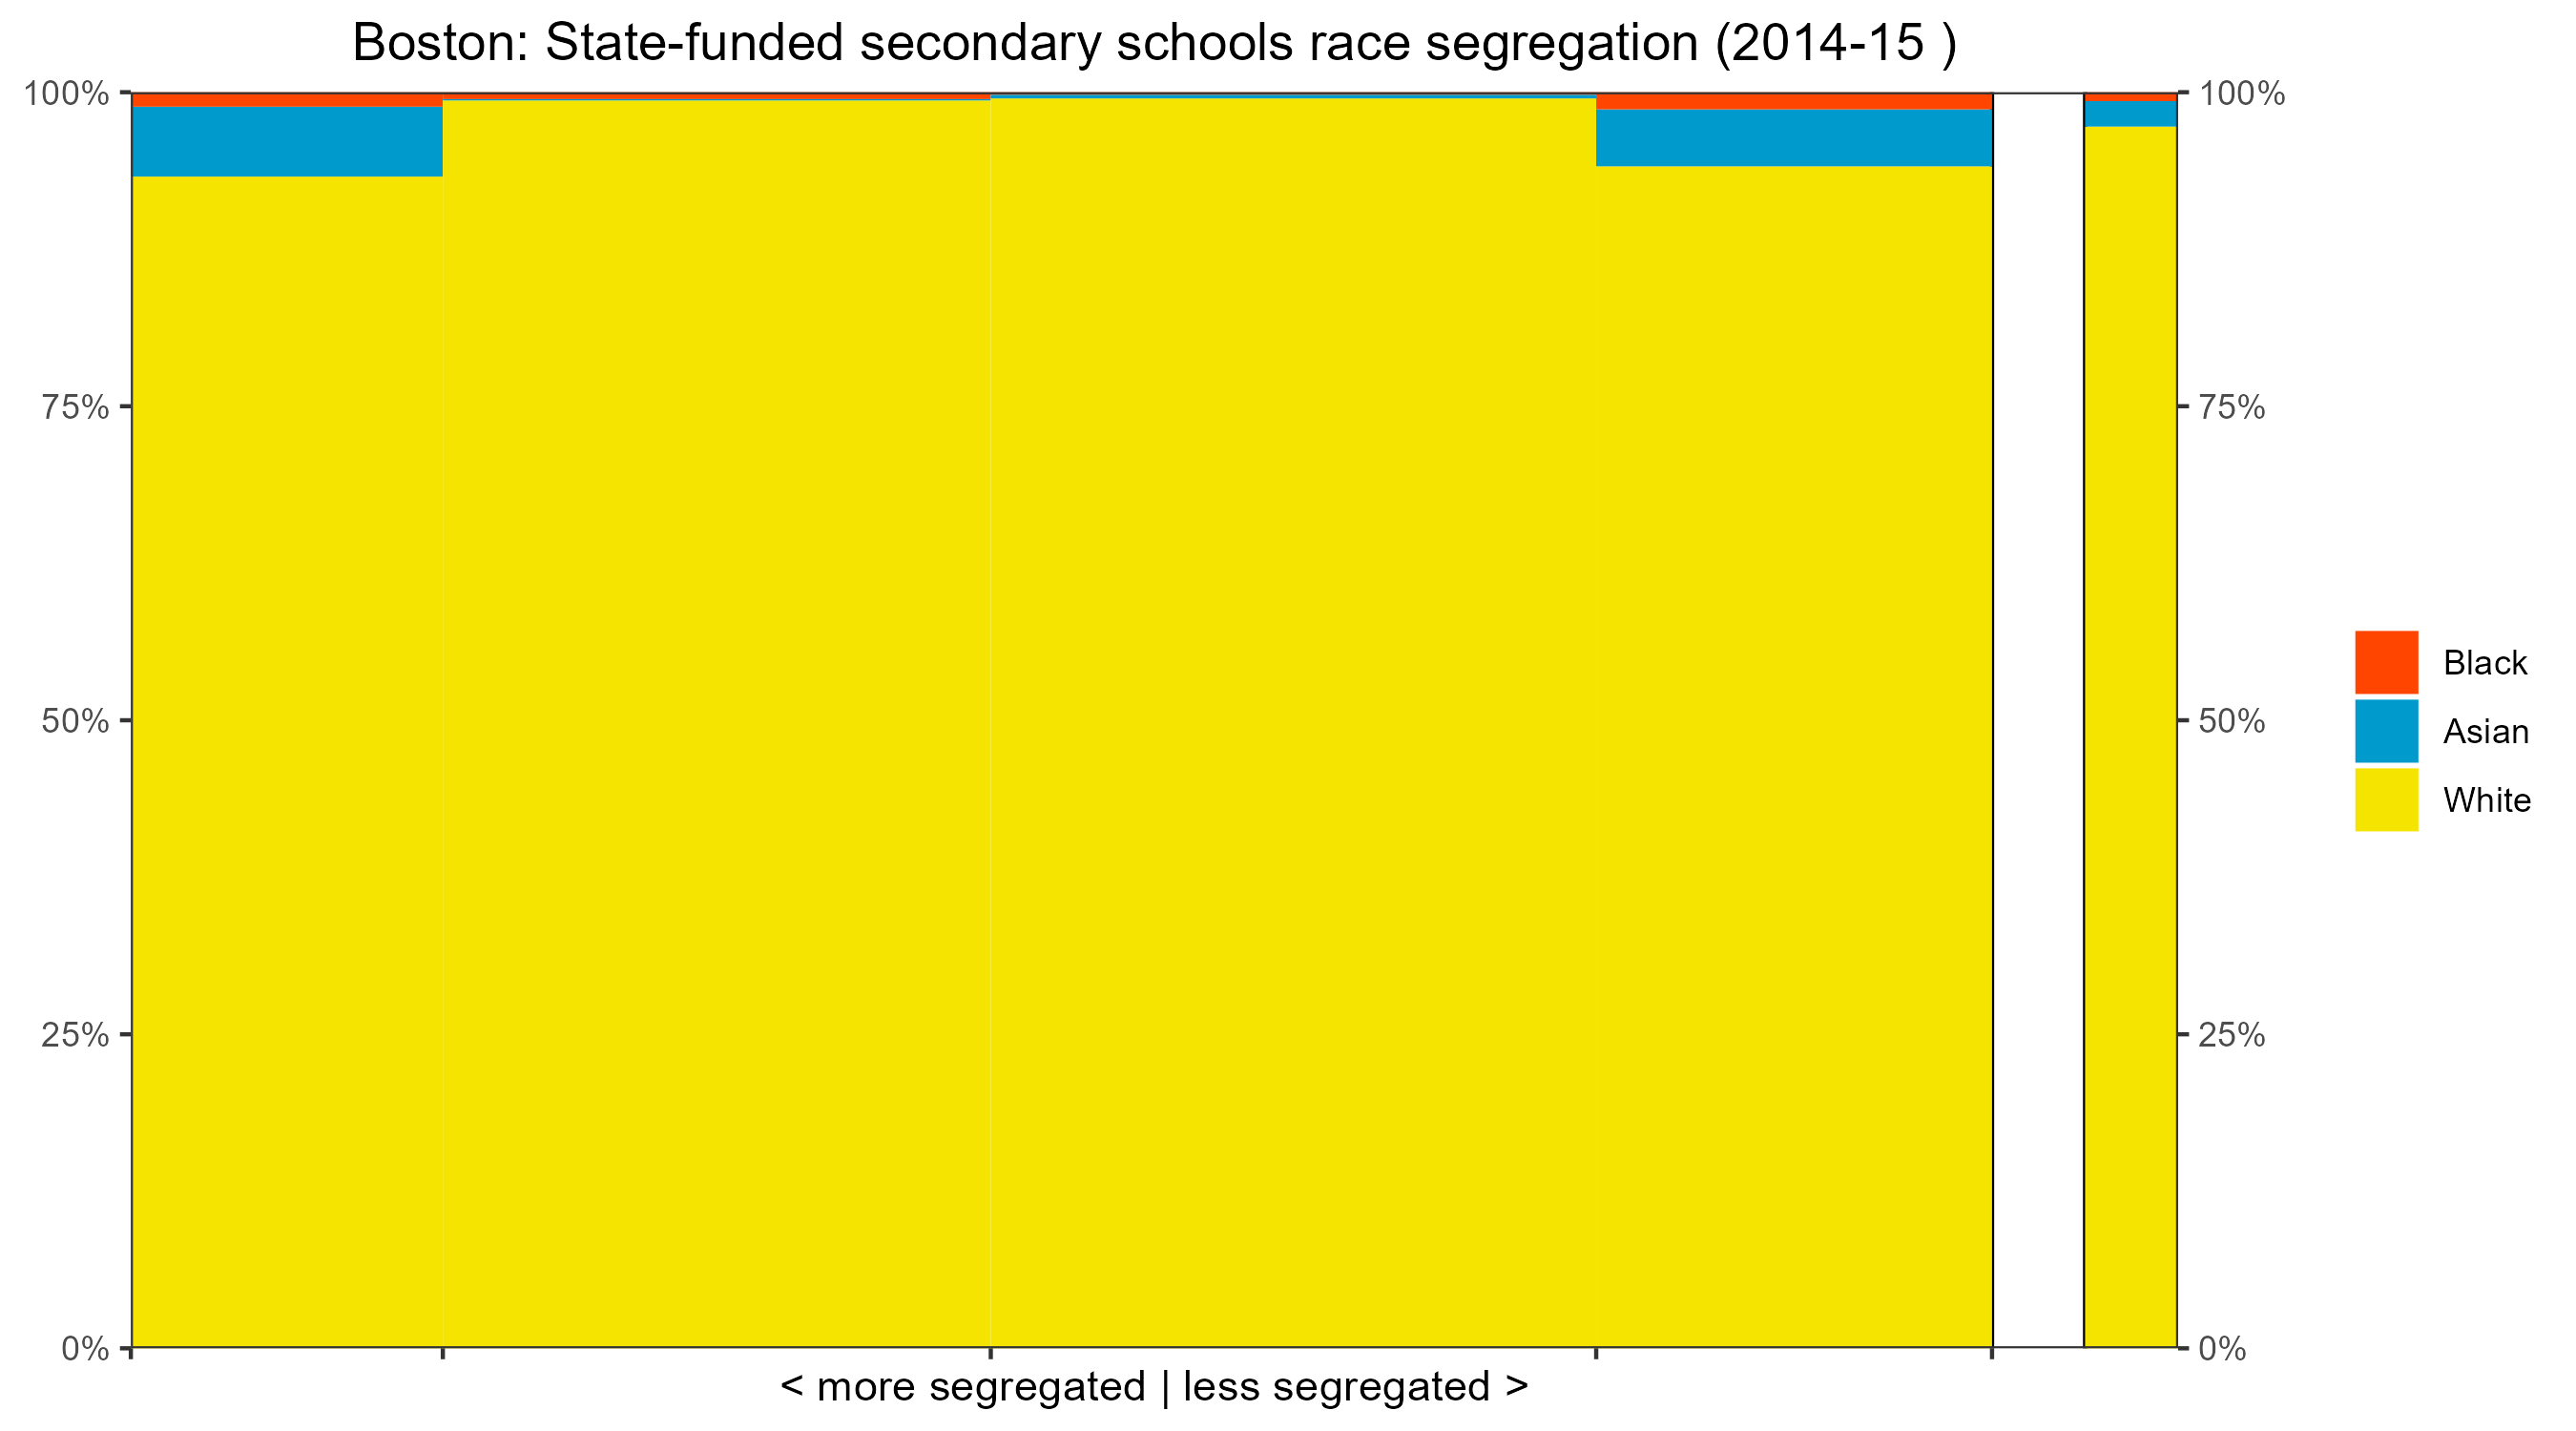 Boston: State-funded secondary schools race segregation (2014-15 )
100%
75%
50%
25%
0%
100%
75%
50%
25%
0%
Black
Asian
White
< more segregated | less segregated >